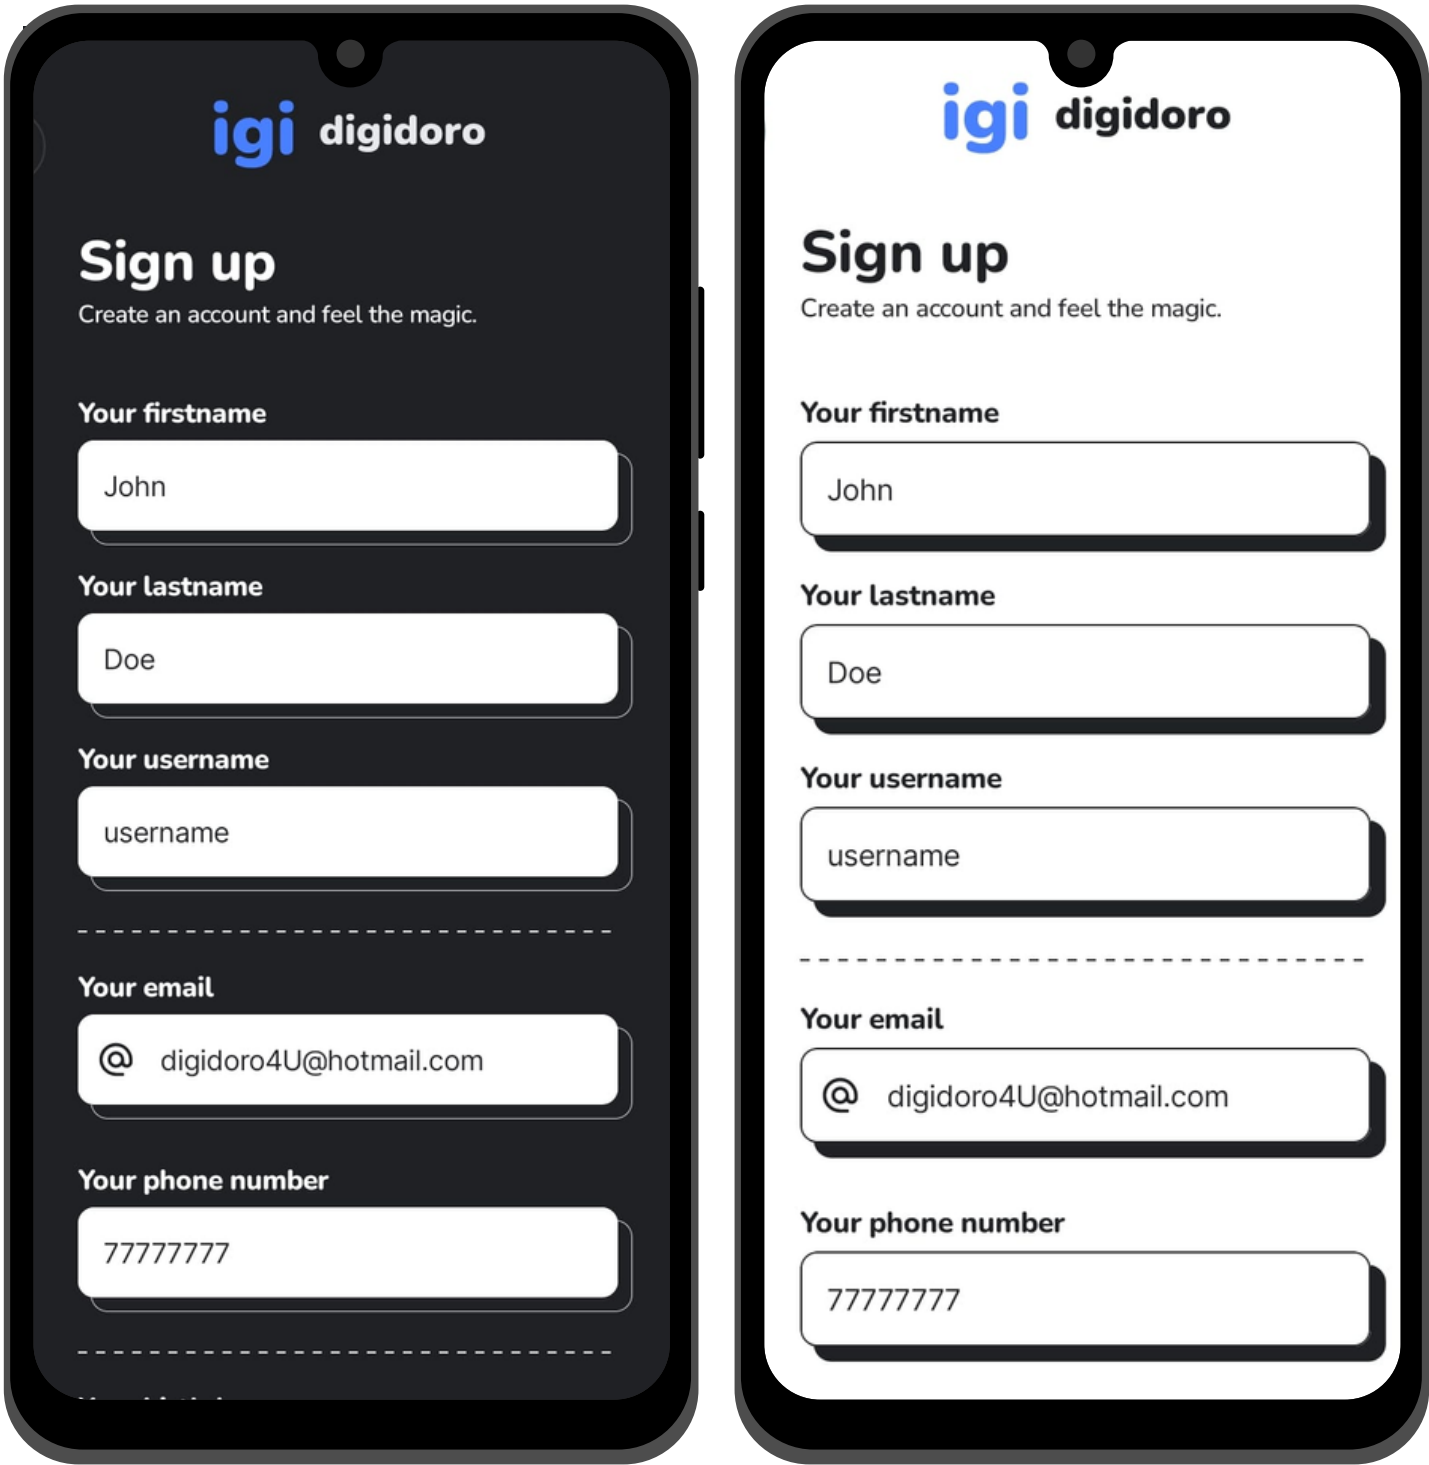 igi digidoro
Sign up
Create an account and feel the magic.
Your firstname
John
Your lastname
Doe
Your username
username
Your email
@ digidoro4U@hotmail.com
Your phone number
77777777
igi digidoro
Sign up
Create an account and feel the magic.
Your firstname
John
Your lastname
Doe
Your username
username
Your email
@ digidoro4U@hotmail.com
Your phone number
77777777